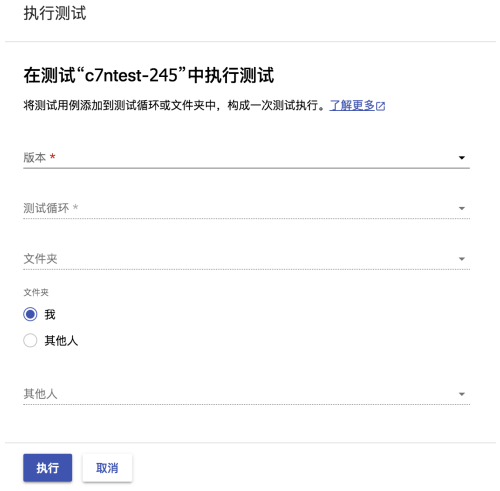 执行测试
在测试“c7ntest-245”中执行测试
将测试用例添加到测试循环或文件夹中，构成一次测试执行。了解更多
版本 *
测试循环 *
文件夹
文件夹
我
其他人
其他人
执行 取消